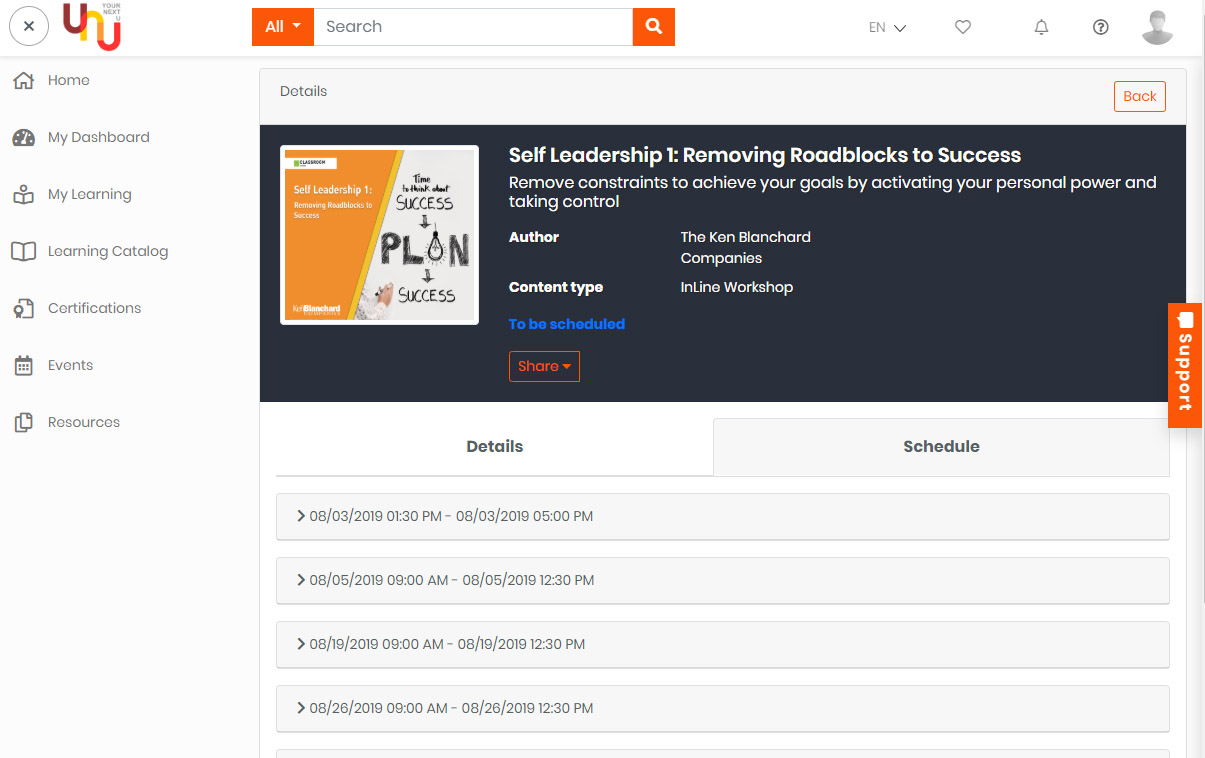 YOUR
NEXT
U
unu
All
Search
EN
Home
My Dashboard
My Learning
Learning Catalog
Certifications
Events
Resources
Details
Back
CLASSROOM
Self Leadership 1:
Removing Roadblocks to
Success
Time
to think about
SUCCESS
PLAN
SUCCESS
Ken Blanchard
COMPANIES
Self Leadership 1: Removing Roadblocks to Success
Remove constraints to achieve your goals by activating your personal power and
taking control
Author
The Ken Blanchard
Companies
Content type
InLine Workshop
To be scheduled
Share
Support
Details
Schedule
08/03/2019 01:30 PM - 08/03/2019 05:00 PM
08/05/2019 09:00 AM - 08/05/2019 12:30 PM
08/19/2019 09:00 AM - 08/19/2019 12:30 PM
08/26/2019 09:00 AM - 08/26/2019 12:30 PM